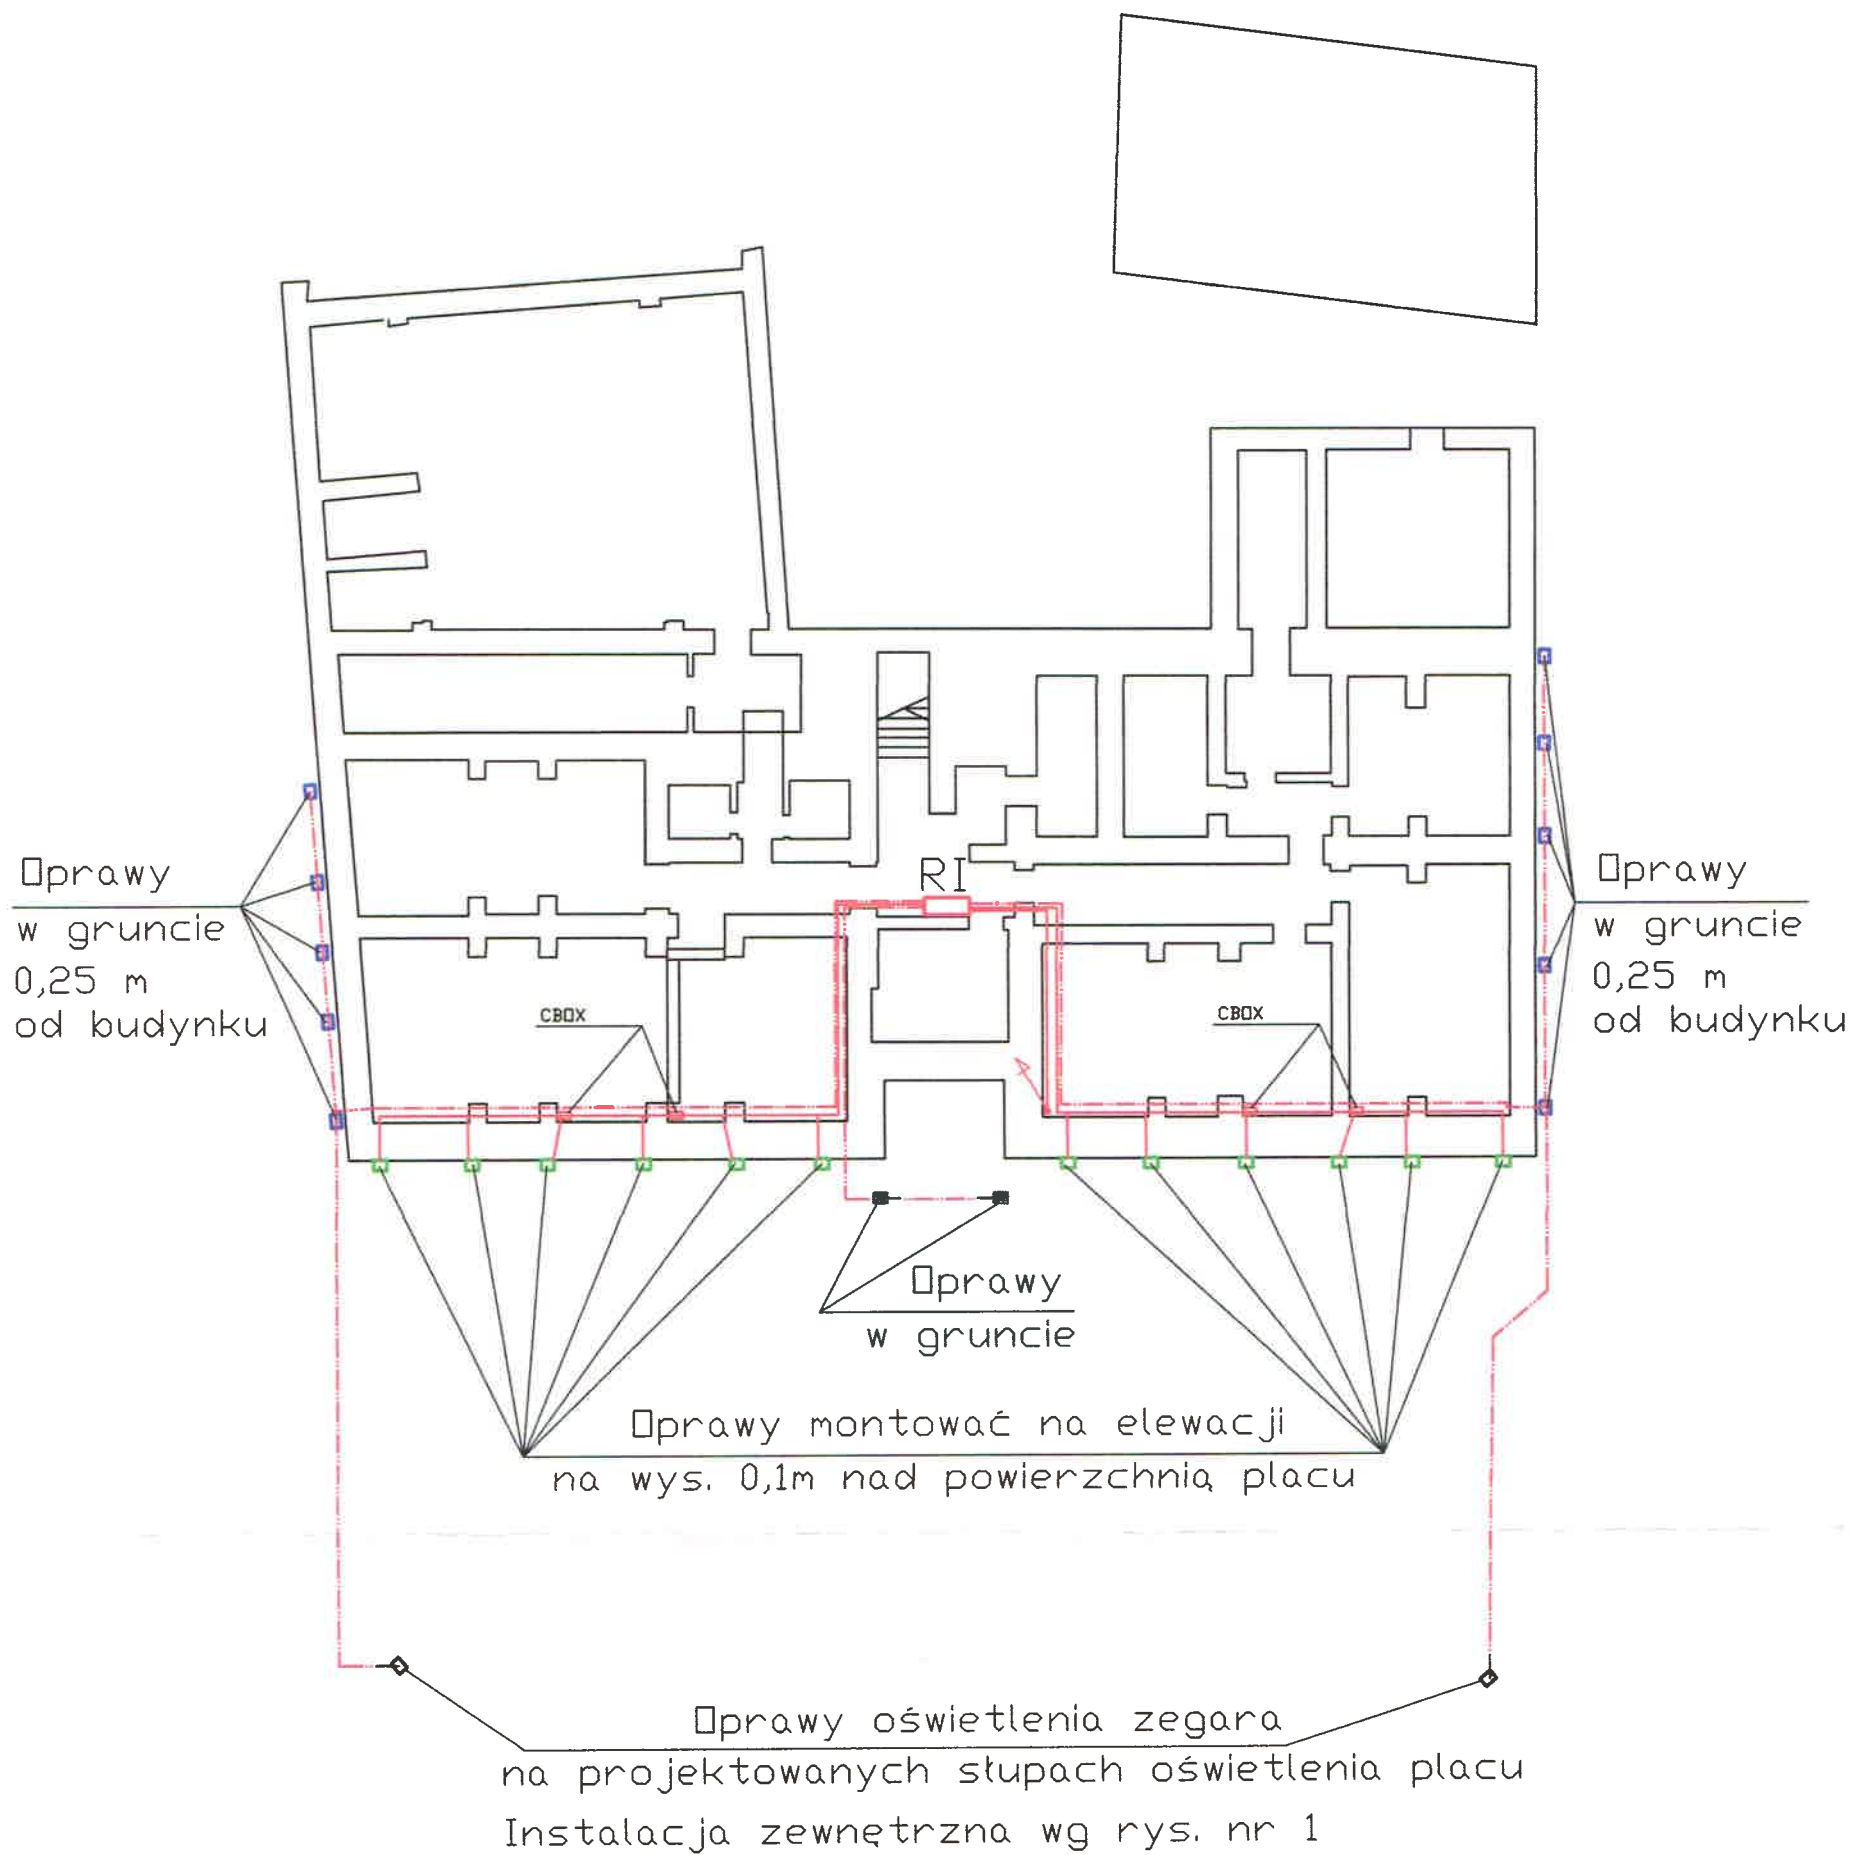 Oprawy
w gruncie
0,25 m
od budynku
RI
Oprawy
w gruncie
0,25 m
od budynku
CBOX
CBOX
Oprawy
w gruncie
Oprawy montować na elewacji
na wys. 0,1m nad powierzchnią placu
Oprawy oświetlenia zegara
na projektowanych słupach oświetlenia placu
Instalacja zewnętrzna wg rys. nr 1